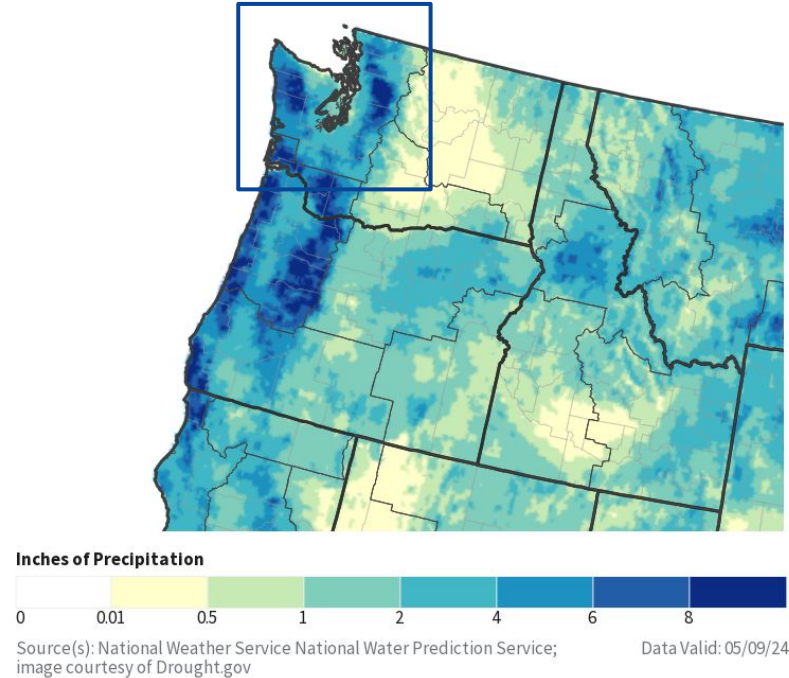 Inches of Precipitation
0 0.01 0.5 1 2 4 6 8
Source(s): National Weather Service National Water Prediction Service; Data Valid: 05/09/24
image courtesy of Drought.gov